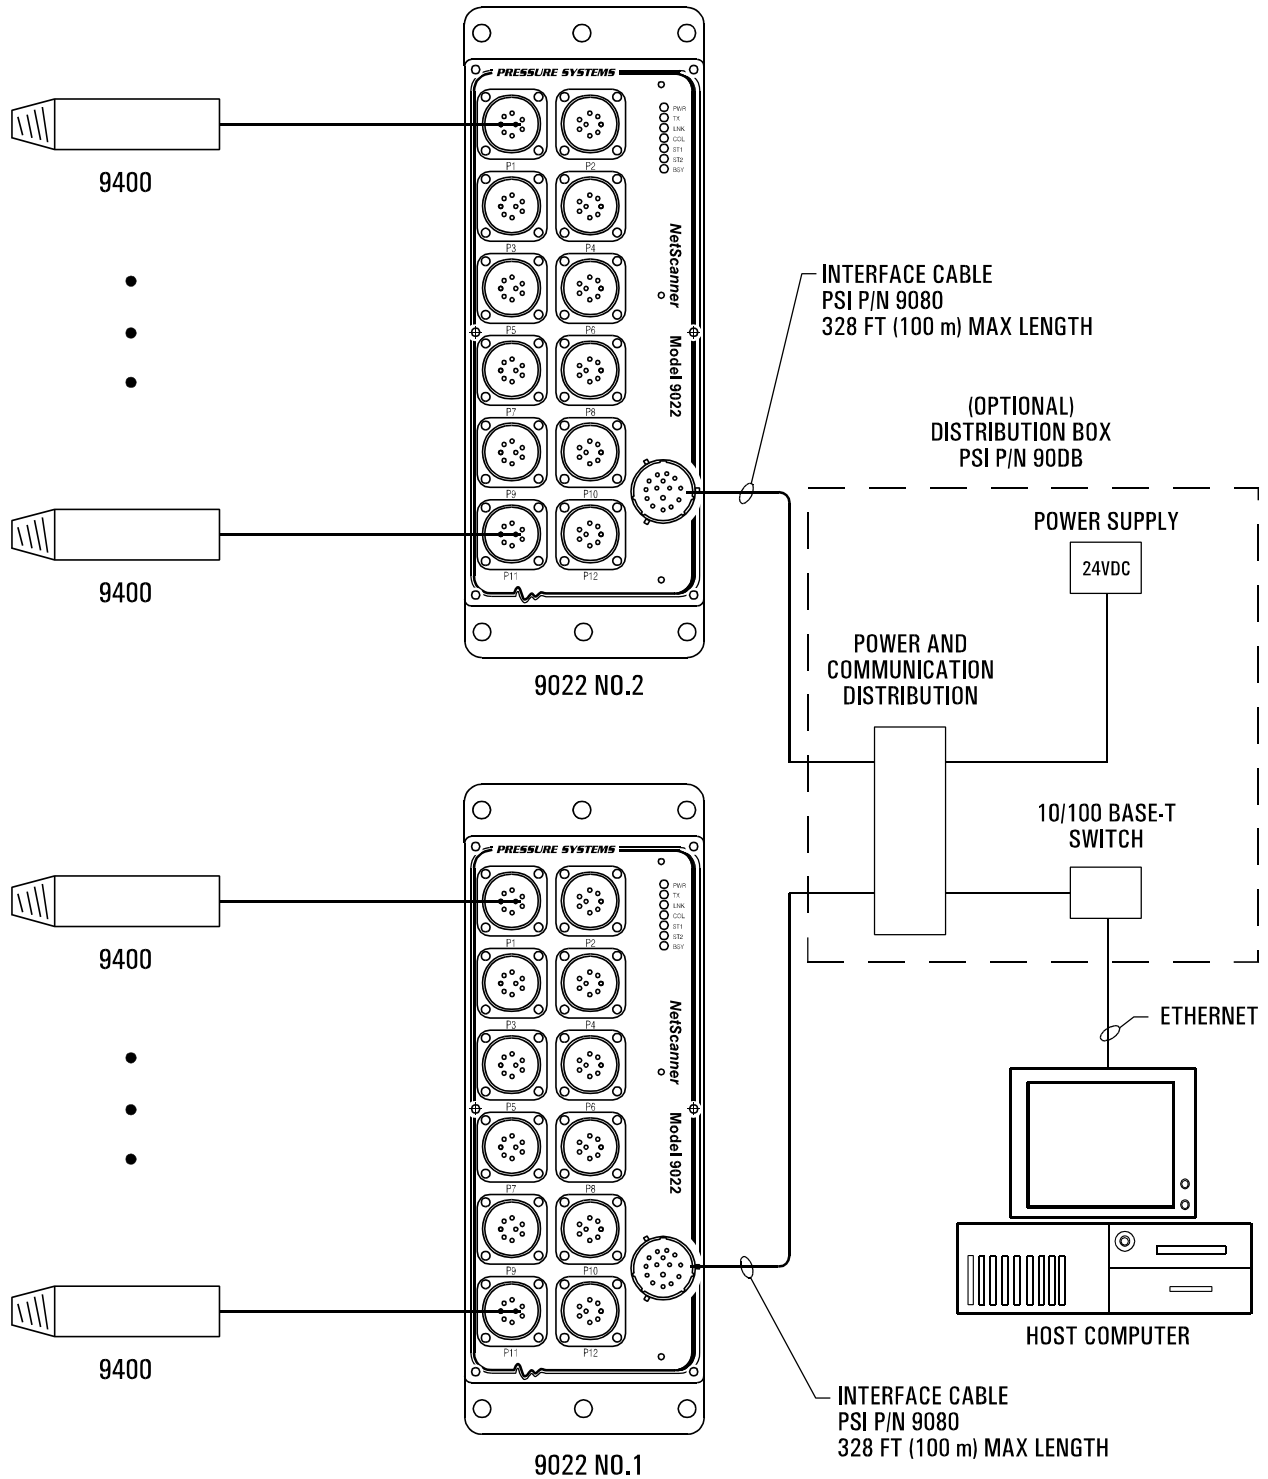 PRESSURE SYSTEMS
PWR
TX
LNK
COL
ST1
ST2
BSY
P1 P2
P3 P4
P5 P6
P7 P8
P9 P10
P11 P12
NetScanner
Model 9022
9400
9400
9022 NO.2
INTERFACE CABLE
PSI P/N 9080
328 FT (100 m) MAX LENGTH
(OPTIONAL)
DISTRIBUTION BOX
PSI P/N 90DB
POWER SUPPLY
24VDC
POWER AND
COMMUNICATION
DISTRIBUTION
10/100 BASE-T
SWITCH
ETHERNET
HOST COMPUTER
PRESSURE SYSTEMS
PWR
TX
LNK
COL
ST1
ST2
BSY
P1 P2
P3 P4
P5 P6
P7 P8
P9 P10
P11 P12
NetScanner
Model 9022
9400
9400
9022 NO.1
INTERFACE CABLE
PSI P/N 9080
328 FT (100 m) MAX LENGTH